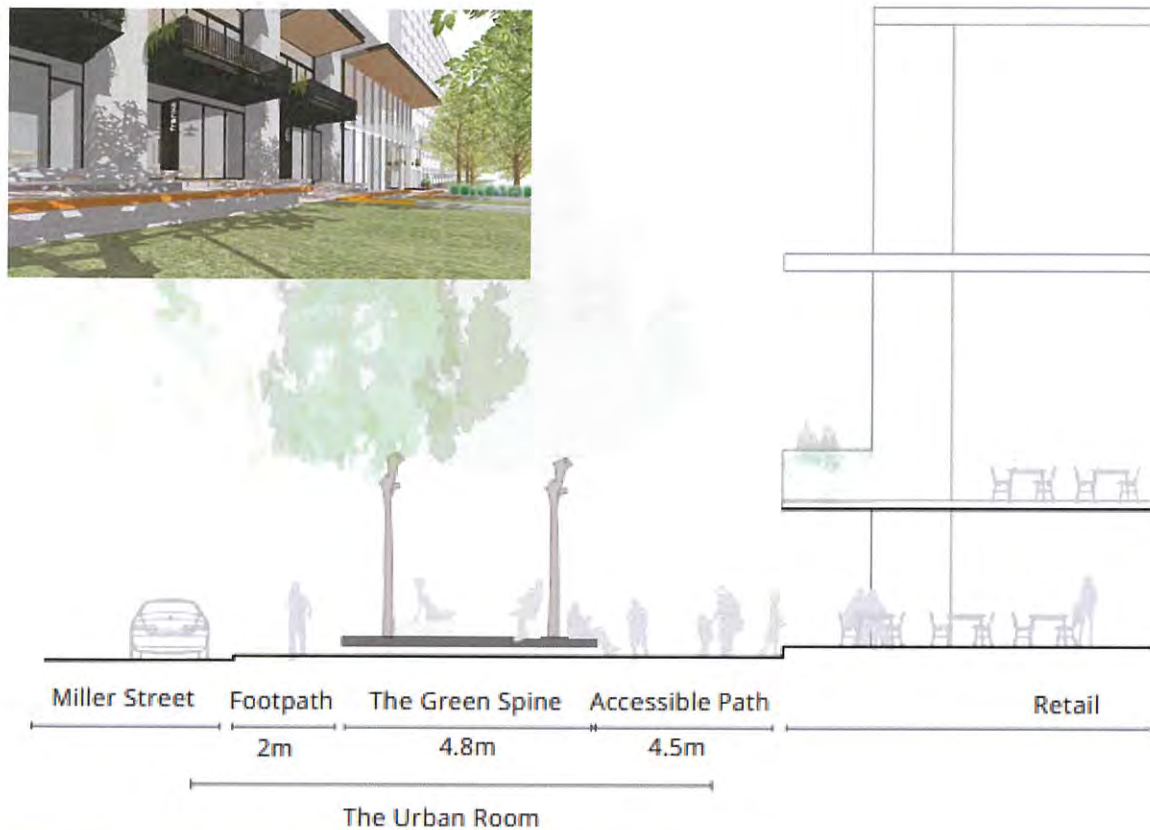 Miller Street
Footpath
The Green Spine
Accessible Path
Retail
2m
4.8m
4.5m
The Urban Room